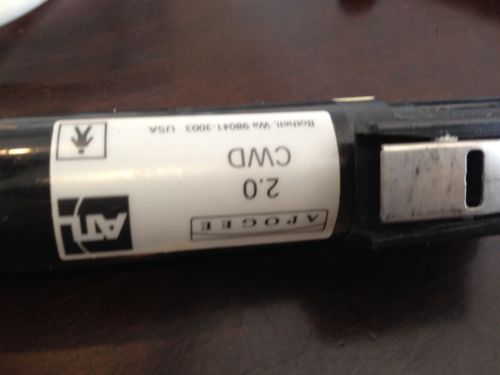 ATL
APOGEE
2.0
CWD
Bothell, Wa 98041-3003 USA